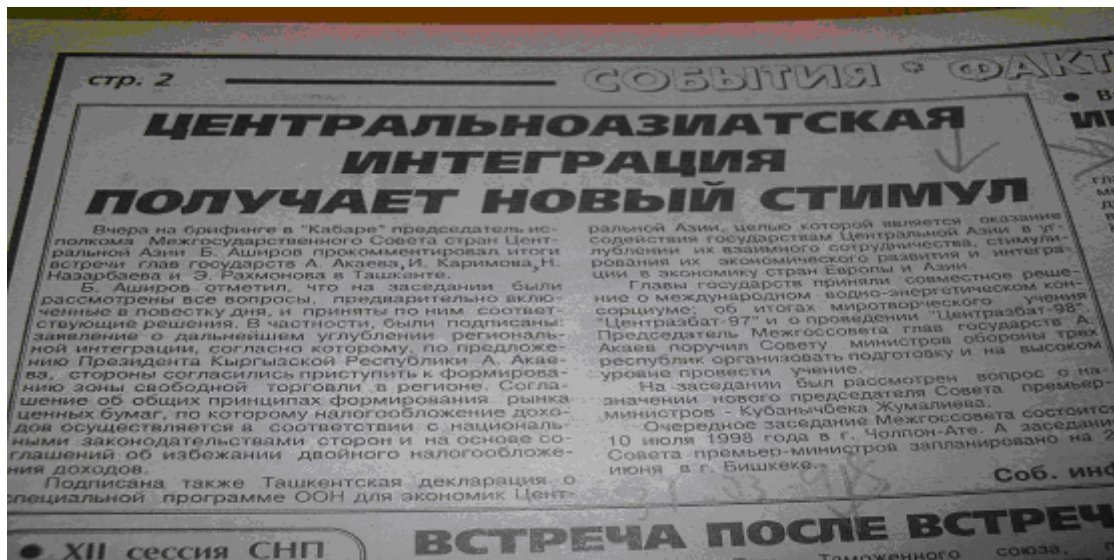 стр. 2
СОБЫТИЯ * ФАКТ
ЦЕНТРАЛЬНОАЗИАТСКАЯ
ИНТЕГРАЦИЯ
ПОЛУЧАЕТ НОВЫЙ СТИМУЛ
Вчера на брифинге в "Кабаре" председатель ис-
полкома Межгосударственного Совета стран Цент-
ральной Азии Б. Аширов прокомментировал итоги
встречи глав государств А. Акаева, И. Каримова, Н.
Назарбаева и Э. Рахмонова в Ташкенте.
Б. Аширов отметил, что на заседании были
рассмотрены все вопросы, предварительно вклю-
ченные в повестку дня, и приняты по ним соответ-
ствующие решения. В частности, были подписаны:
заявление о дальнейшем углублении региональ-
ной интеграции, согласно которому, по предложе-
нию Президента Кыргызской Республики А. Акае-
ва, стороны согласились приступить к формирова-
нию зоны свободной торговли в регионе. Согла-
шение об общих принципах формирования рынка
ценных бумаг, по которому налогообложение дохо-
дов осуществляется в соответствии с националь-
ными законодательствами сторон и на основе со-
глашений об избежании двойного налогообложе-
ния доходов.
Подписана также Ташкентская декларация о
специальной программе ООН для экономик Цент-
ральной Азии, целью которой является оказание
содействия государствам Центральной Азии в уг-
лублении их взаимного сотрудничества, стимули-
рования их экономического развития и интегра-
ции в экономику стран Европы и Азии.
Главы государств приняли совместное реше-
ние о международном водно-энергетическом кон-
сорциуме; об итогах миротворческого учения
"Центразбат-97" и о проведении "Центразбат-98".
Председатель Межгоссовета глав государств А.
Акаев поручил Совету министров обороны трех
республик организовать подготовку и на высоком
уровне провести учение.
На заседании был рассмотрен вопрос о на-
значении нового председателя Совета премьер-
министров - Кубанычбека Жумалиева.
Очередное заседание Межгоссовета состоится
10 июля 1998 года в г. Чолпон-Ате. А заседание
Совета премьер-министров запланировано на 2
июня в г. Бишкеке.
Соб. инф
ВСТРЕЧА ПОСЛЕ ВСТРЕЧ
Таможенного союза
● XII сессия СНП